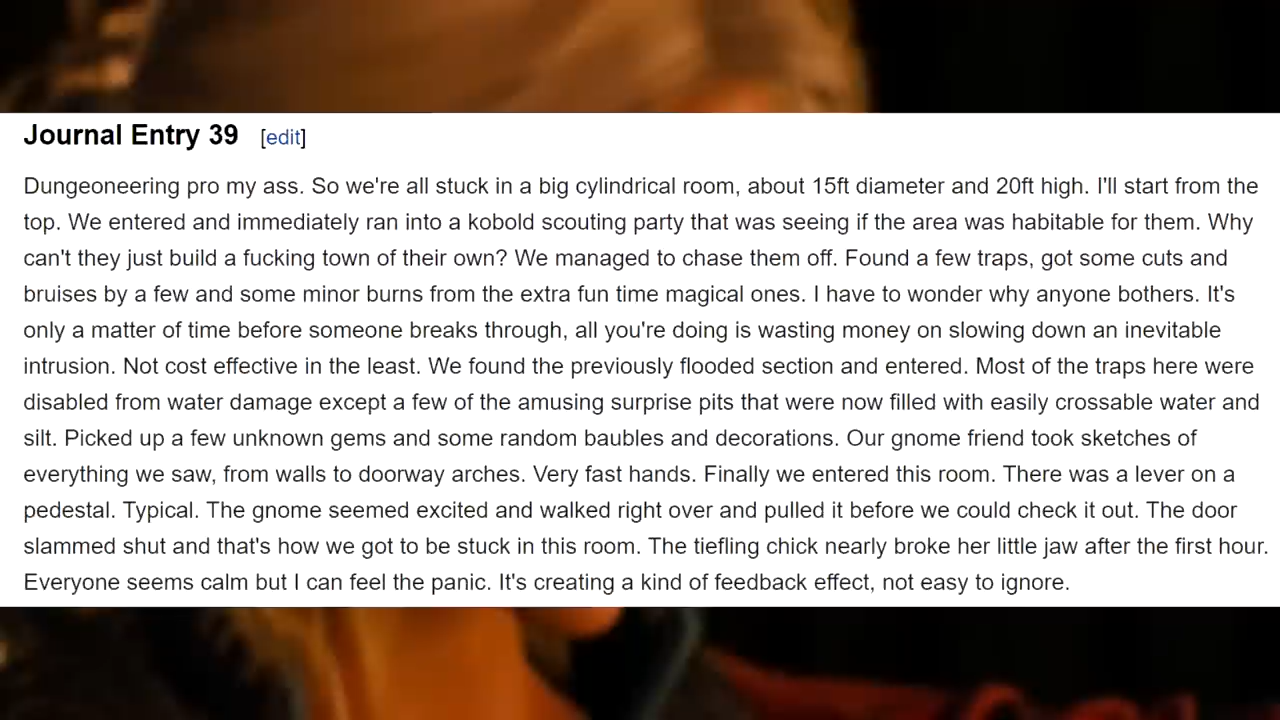 Journal Entry 39 [edit]
Dungeoneering pro my ass. So we're all stuck in a big cylindrical room, about 15ft diameter and 20ft high. I'll start from the
top. We entered and immediately ran into a kobold scouting party that was seeing if the area was habitable for them. Why
can't they just build a fucking town of their own? We managed to chase them off. Found a few traps, got some cuts and
bruises by a few and some minor burns from the extra fun time magical ones. I have to wonder why anyone bothers. It's
only a matter of time before someone breaks through, all you're doing is wasting money on slowing down an inevitable
intrusion. Not cost effective in the least. We found the previously flooded section and entered. Most of the traps here were
disabled from water damage except a few of the amusing surprise pits that were now filled with easily crossable water and
silt. Picked up a few unknown gems and some random baubles and decorations. Our gnome friend took sketches of
everything we saw, from walls to doorway arches. Very fast hands. Finally we entered this room. There was a lever on a
pedestal. Typical. The gnome seemed excited and walked right over and pulled it before we could check it out. The door
slammed shut and that's how we got to be stuck in this room. The tiefling chick nearly broke her little jaw after the first hour.
Everyone seems calm but I can feel the panic. It's creating a kind of feedback effect, not easy to ignore.